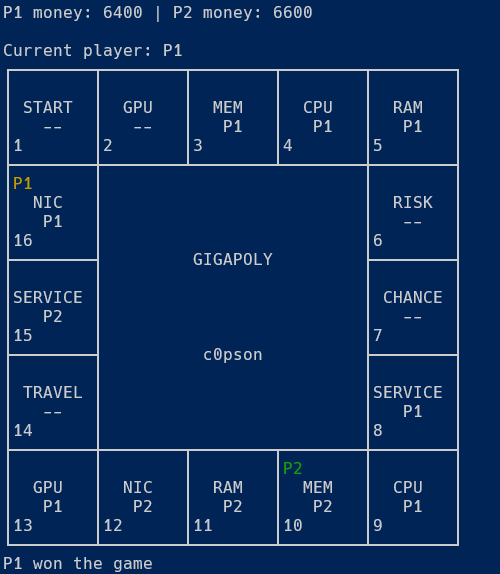 P1 money: 6400 | P2 money: 6600
Current player: P1
START GPU MEM CPU RAM
-- -- P1 P1 P1
1 2 3 4 5
P1
NIC RISK
P1 --
16 6
GIGAPOLY
SERVICE CHANCE
P2 --
15 7
c0pson
TRAVEL SERVICE
-- P1
14 8
P2
GPU NIC RAM MEM CPU
P1 P2 P2 P2 P1
13 12 11 10 9
P1 won the game